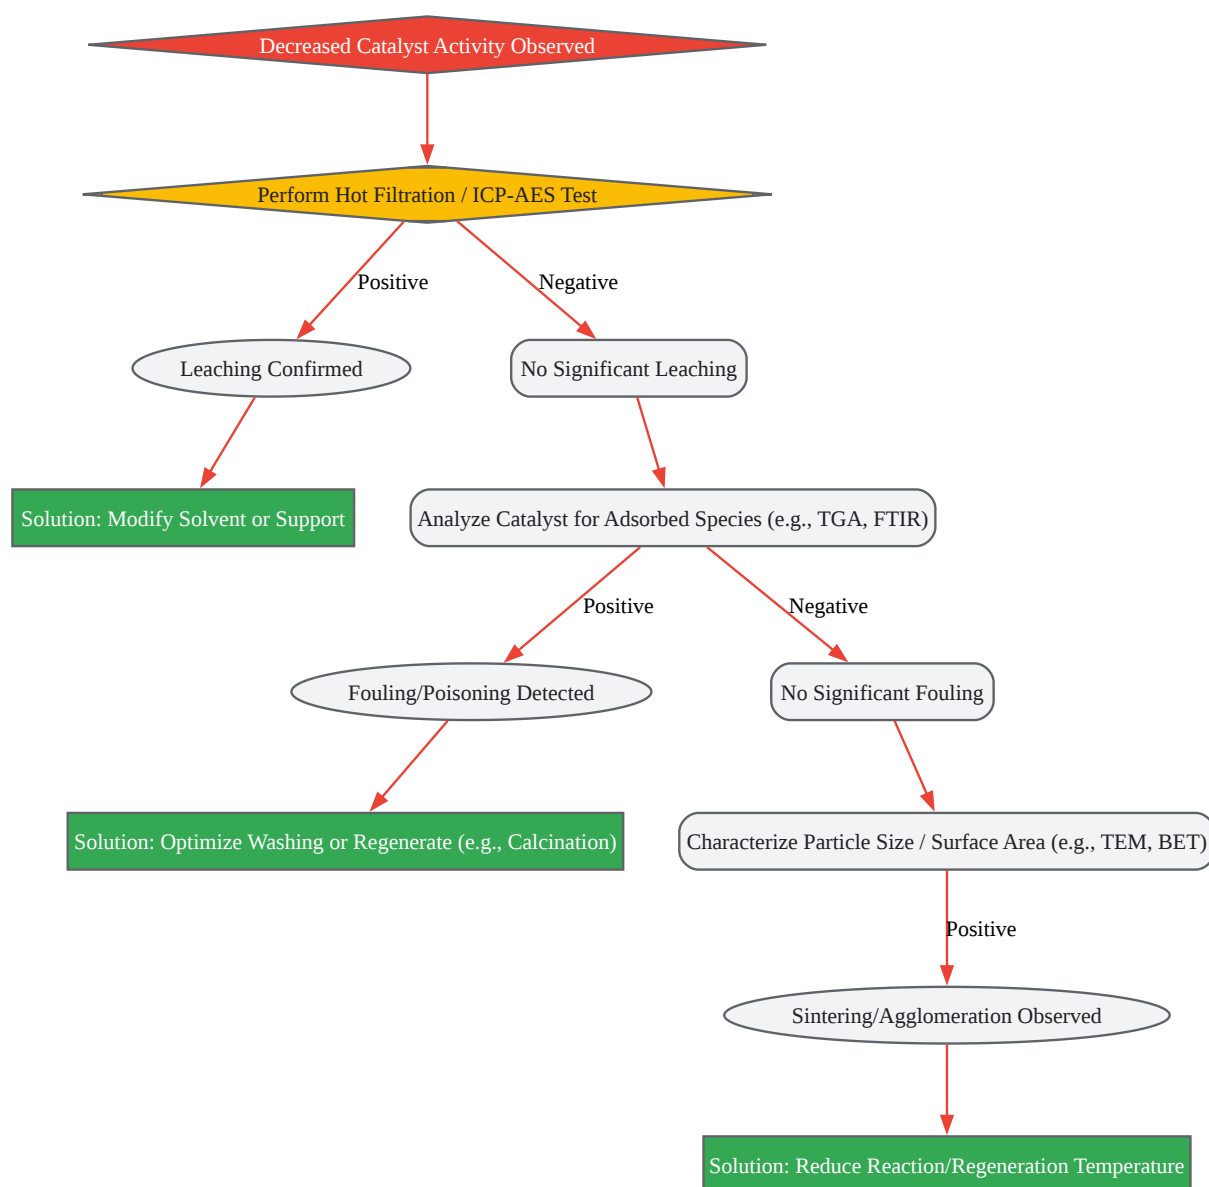 Decreased Catalyst Activity Observed
Perform Hot Filtration / ICP-AES Test
Positive
Negative
Leaching Confirmed
No Significant Leaching
Solution: Modify Solvent or Support
Analyze Catalyst for Adsorbed Species (e.g., TGA, FTIR)
Positive
Negative
Fouling/Poisoning Detected
No Significant Fouling
Solution: Optimize Washing or Regenerate (e.g., Calcination)
Characterize Particle Size / Surface Area (e.g., TEM, BET)
Positive
Sintering/Agglomeration Observed
Solution: Reduce Reaction/Regeneration Temperature